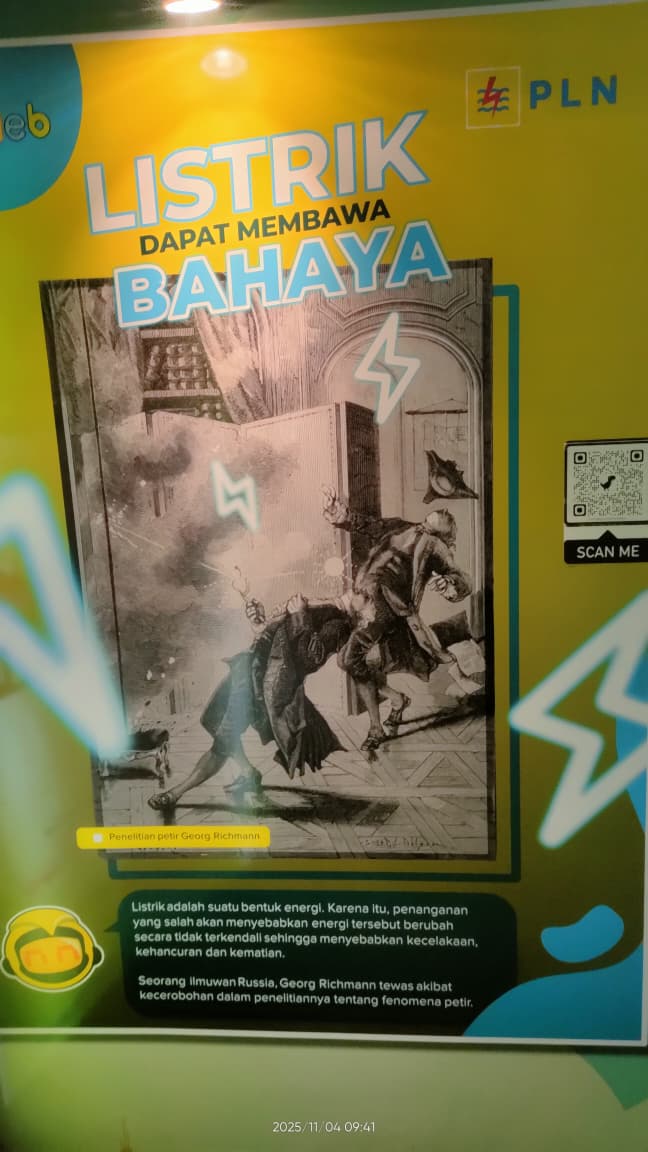 eb
PLN
LISTRIK
DAPAT MEMBAWA
BAHAYA
SCAN ME
Penelitian petir Georg Richmann
Listrik adalah suatu bentuk energi. Karena itu, penanganan
yang salah akan menyebabkan energi tersebut berubah
secara tidak terkendali sehingga menyebabkan kecelakaan,
kehancuran dan kematian.
Seorang ilmuwan Russia, Georg Richmann tewas akibat
kecerobohan dalam penelitiannya tentang fenomena petir.
2025/11/04 09:41